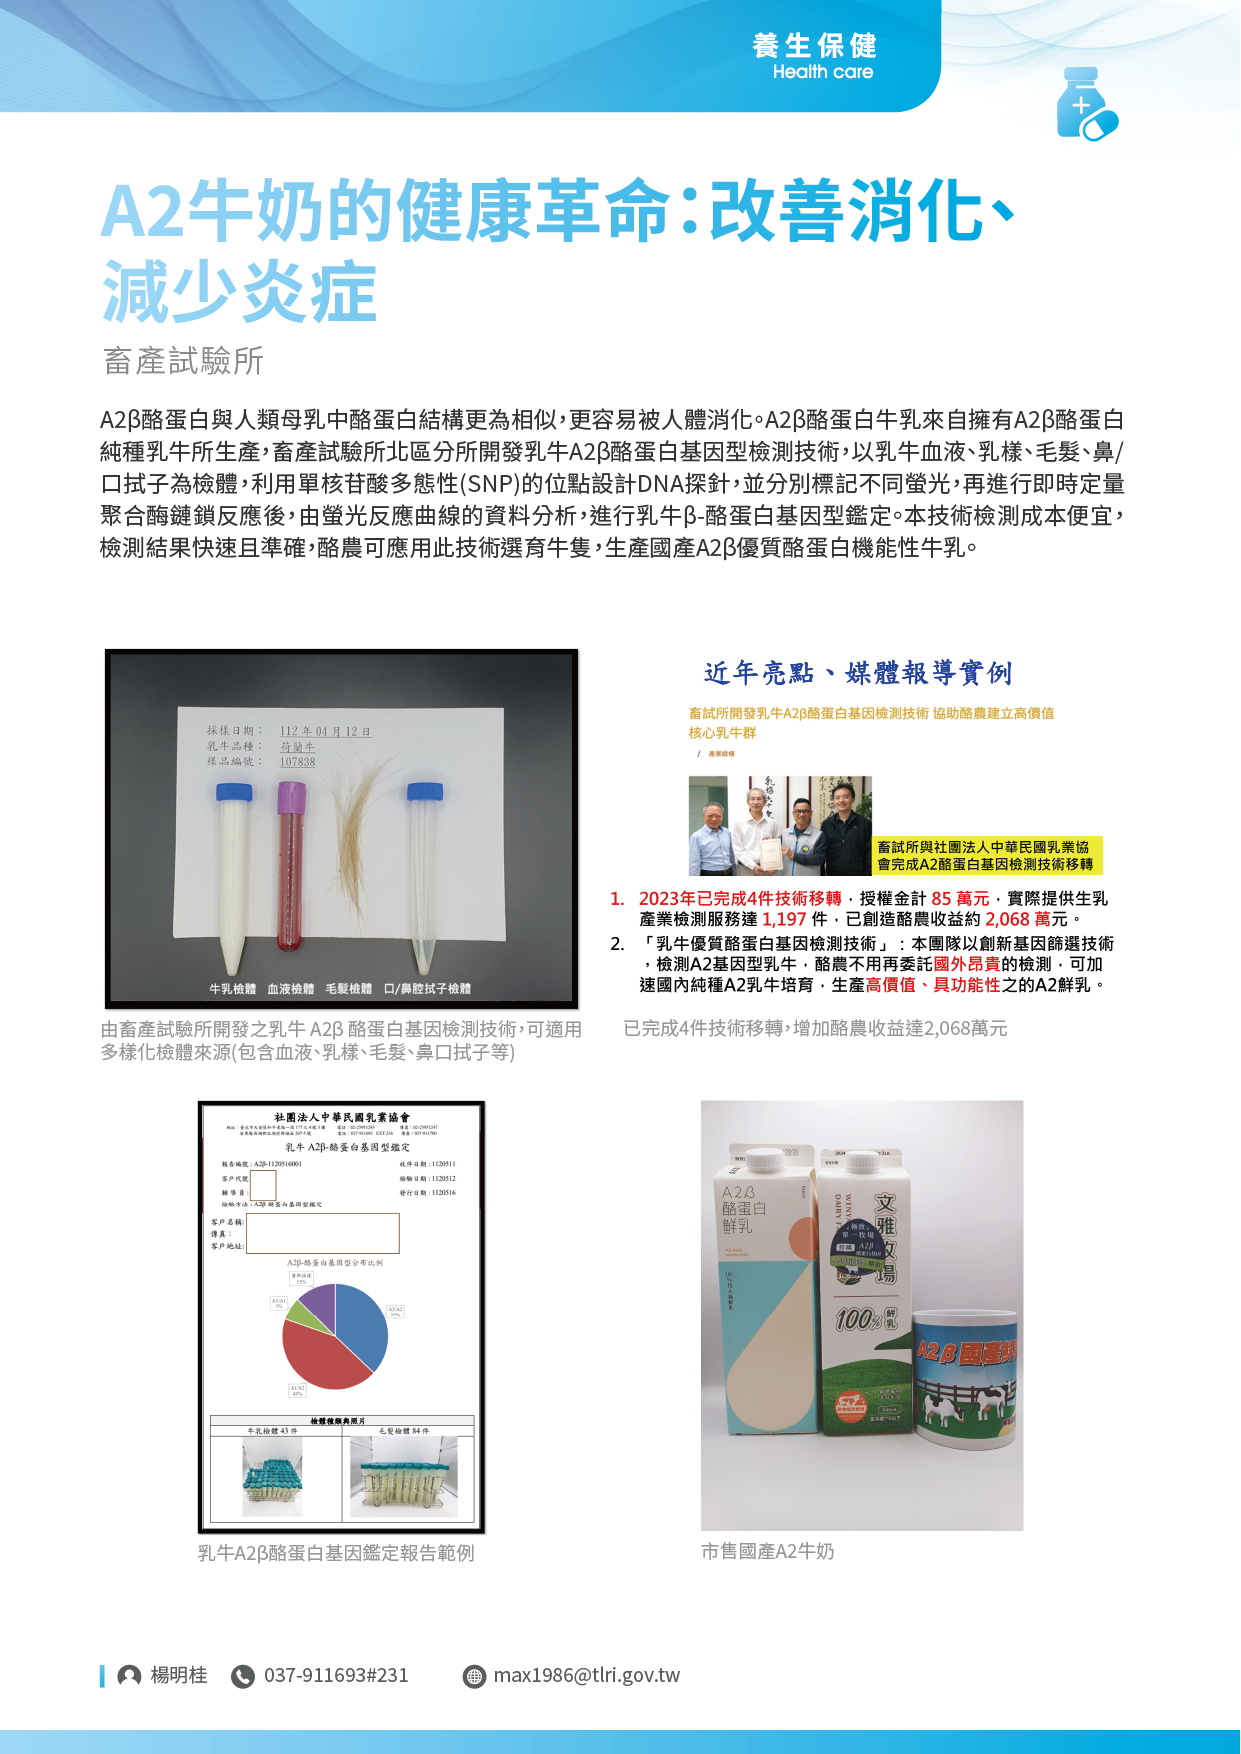 養生保健
Health care
A2牛奶的健康革命：改善消化、
減少炎症
畜產試驗所
A2β酪蛋白與人類母乳中酪蛋白結構更為相似，更容易被人體消化。A2β酪蛋白牛乳來自擁有A2β酪蛋白
純種乳牛所生產，畜產試驗所北區分所開發乳牛A2β酪蛋白基因型檢測技術，以乳牛血液、乳樣、毛髮、鼻/
口拭子為檢體，利用單核苷酸多態性(SNP)的位點設計DNA探針，並分別標記不同螢光，再進行即時定量
聚合酶鏈鎖反應後，由螢光反應曲線的資料分析，進行乳牛β-酪蛋白基因型鑑定。本技術檢測成本便宜，
檢測結果快速且準確，酪農可應用此技術選育牛隻，生產國產A2β優質酪蛋白機能性牛乳。
採樣日期： 112 年 04 月 12 日
乳牛品種： 荷蘭牛
樣品編號： 107838
牛乳檢體 血液檢體 毛髮檢體 口/鼻腔拭子檢體
由畜產試驗所開發之乳牛 A2β 酪蛋白基因檢測技術，可適用
多樣化檢體來源(包含血液、乳樣、毛髮、鼻口拭子等)
近年亮點、媒體報導實例
畜試所開發乳牛A2β酪蛋白基因檢測技術 協助酪農建立高價值
核心乳牛群
/ 產業縱橫
畜試所與社團法人中華民國乳業協
會完成A2酪蛋白基因檢測技術移轉
1. 2023年已完成4件技術移轉，授權金計 85 萬元，實際提供生乳
產業檢測服務達 1,197 件，已創造酪農收益約 2,068 萬元。
2. 「乳牛優質酪蛋白基因檢測技術」：本團隊以創新基因篩選技術
，檢測A2基因型乳牛，酪農不用再委託國外昂貴的檢測，可加
速國內純種A2乳牛培育，生產高價值、具功能性之的A2鮮乳。
已完成4件技術移轉，增加酪農收益達2,068萬元
社團法人中華民國乳業協會
乳牛 A2β-酪蛋白基因型鑑定
報告編號：A2β-1120516001
收件日期：1120511
客戶代號
檢驗日期：1120512
輔導員：
發行日期：1120516
檢驗方法：A2β 酪蛋白基因型鑑定
客戶名稱：
傳真：
客戶地址：
A2β-酪蛋白基因型分布比例
A1/A1
7%
A2/A2
37%
A1/A2
43%
檢體種類與照片
牛乳檢體 43 件
毛髮檢體 84 件
乳牛A2β酪蛋白基因鑑定報告範例
A2β
酪蛋白
鮮乳
文雅牧場
100% 鮮乳
A2β 國產鮮
市售國產A2牛奶
楊明桂
037-911693#231
max1986@tlri.gov.tw